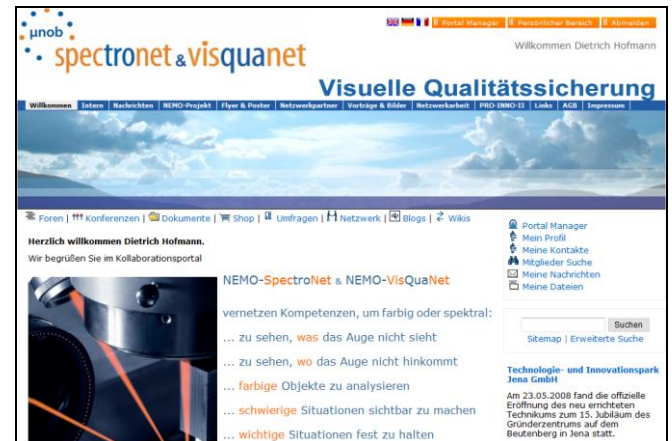 µnob
spectronet & visquanet
Portal Manager Persönlicher Bereich Abmelden
Willkommen Dietrich Hofmann
Visuelle Qualitätssicherung
Willkommen Intern Nachrichten NEMO-Projekt Flyer & Poster Netzwerkpartner Vorträge & Bilder Netzwerkarbeit PRO-INNO-II Links AGB Impressum
Foren | Konferenzen | Dokumente | Shop | Umfragen | Netzwerk | Blogs | Wikis
Herzlich willkommen Dietrich Hofmann.
Wir begrüßen Sie im Kollaborationsportal
NEMO-SpectroNet & NEMO-VisQuaNet
vernetzen Kompetenzen, um farbig oder spektral:
... zu sehen, was das Auge nicht sieht
... zu sehen, wo das Auge nicht hinkommt
... farbige Objekte zu analysieren
... schwierige Situationen sichtbar zu machen
... wichtige Situationen fest zu halten
Portal Manager
Mein Profil
Meine Kontakte
Mitglieder Suche
Meine Nachrichten
Meine Dateien
Suchen
Sitemap | Erweiterte Suche
Technologie- und Innovationspark
Jena GmbH
Am 23.05.2008 fand die offizielle
Eröffnung des neu errichteten
Technikums zum 15. Jubiläum des
Gründerzentrums auf dem
Beutenberg in Jena statt.